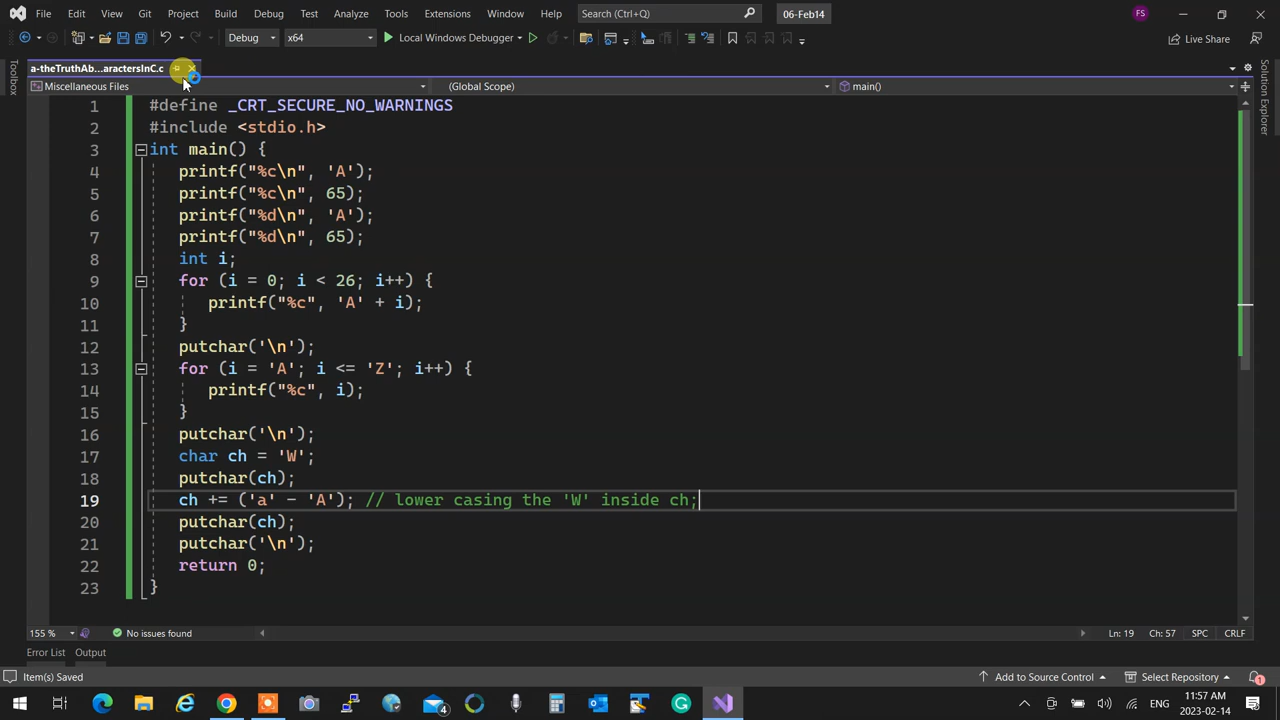 File Edit View Git Project Build Debug Test Analyze Tools Extensions Window Help Search (Ctrl+Q) 06-Feb14 FS
Debug x64 Local Windows Debugger Live Share
a-theTruthAb...aractersInC.c
Miscellaneous Files (Global Scope) main()
Toolbox
Solution Explorer
1 #define _CRT_SECURE_NO_WARNINGS
2 #include <stdio.h>
3 int main() {
4 printf("%c\n", 'A');
5 printf("%c\n", 65);
6 printf("%d\n", 'A');
7 printf("%d\n", 65);
8 int i;
9 for (i = 0; i < 26; i++) {
10 printf("%c", 'A' + i);
11 }
12 putchar('\n');
13 for (i = 'A'; i <= 'Z'; i++) {
14 printf("%c", i);
15 }
16 putchar('\n');
17 char ch = 'W';
18 putchar(ch);
19 ch += ('a' - 'A'); // lower casing the 'W' inside ch;
20 putchar(ch);
21 putchar('\n');
22 return 0;
23 }
155 % No issues found Ln: 19 Ch: 57 SPC CRLF
Error List Output
Item(s) Saved Add to Source Control Select Repository 1
4 ENG 11:57 AM
2023-02-14